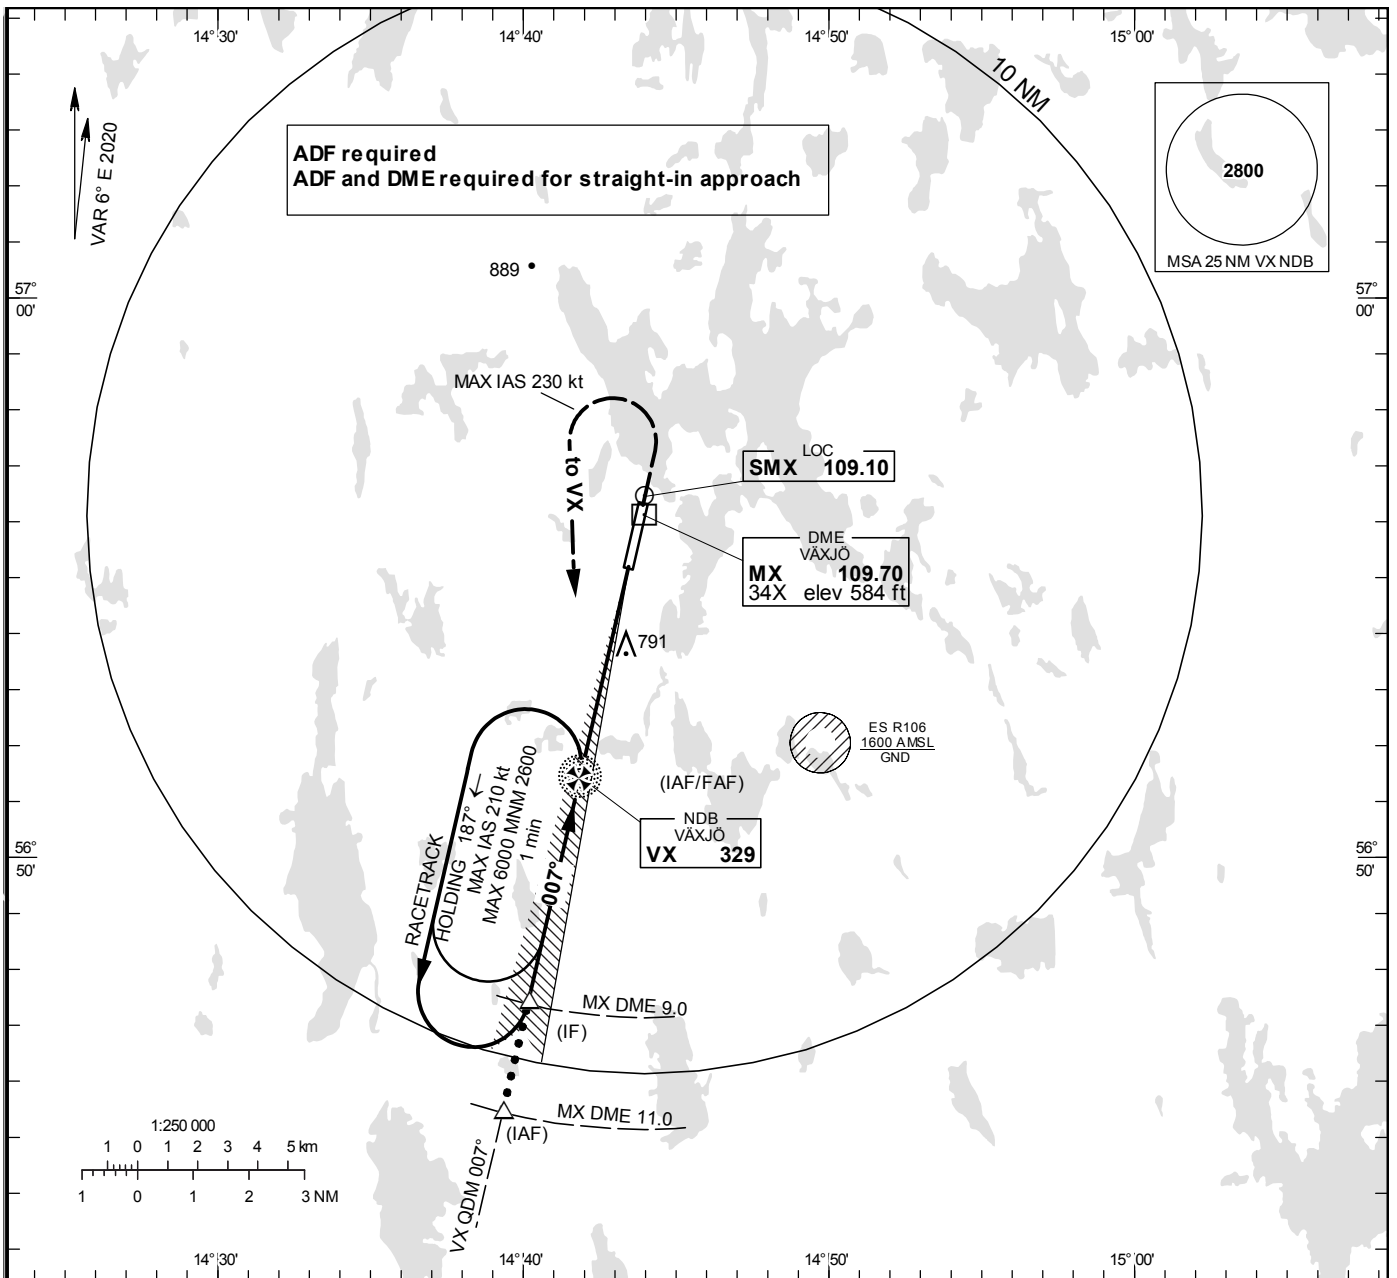 14° 30'
14° 40'
14° 50'
15° 00'
10 NM
VAR 6° E 2020
ADF required
ADF and DME required for straight-in approach
2800
MSA 25 NM VX NDB
889
57°
00'
57°
00'
MAX IAS 230 kt
to VX
LOC
SMX 109.10
DME
VÄXJÖ
MX 109.70
34X elev 584 ft
791
ES R106
1600 AMSL
GND
(IAF/FAF)
NDB
VÄXJÖ
VX 329
RACETRACK
HOLDING 187° ←
MAX IAS 210 kt
MAX 6000 MNM 2600
1 min
007°
56°
50'
56°
50'
MX DME 9.0
(IF)
MX DME 11.0
(IAF)
VX QDM 007°
1:250 000
1 0 1 2 3 4 5 km
1 0 1 2 3 NM
14° 30'
14° 40'
14° 50'
15° 00'